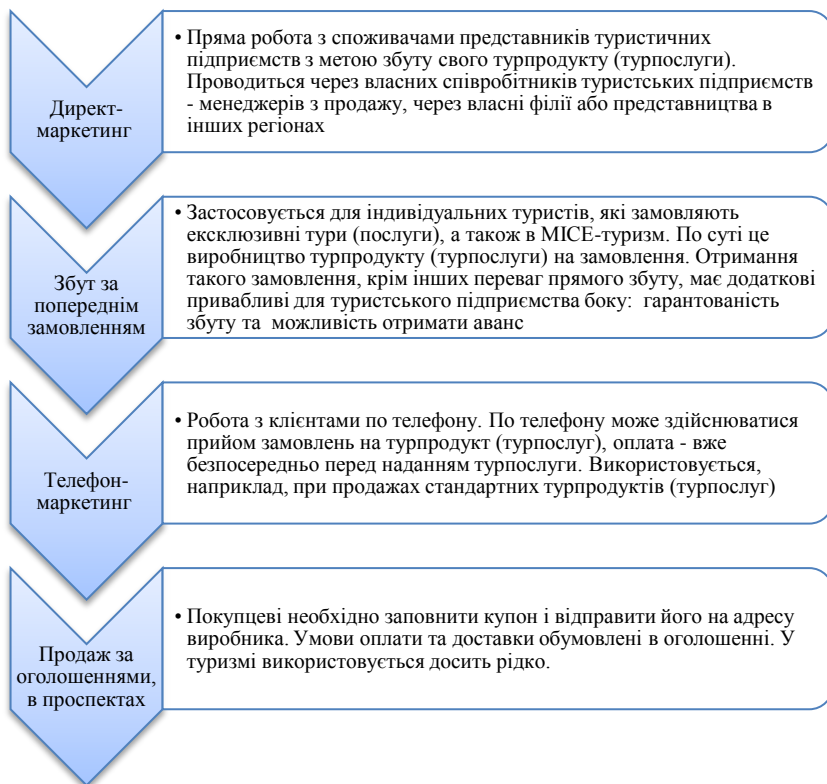 Директ-
маркетинг
• Пряма робота з споживачами представників туристичних
підприємств з метою збуту свого турпродукту (турпослуги).
Проводиться через власних співробітників туристських підприємств
- менеджерів з продажу, через власні філії або представництва в
інших регіонах
Збут за
попереднім
замовленням
• Застосовується для індивідуальних туристів, які замовляють
ексклюзивні тури (послуги), а також в MICE-туризм. По суті це
виробництво турпродукту (турпослуги) на замовлення. Отримання
такого замовлення, крім інших переваг прямого збуту, має додаткові
привабливі для туристського підприємства боку: гарантованість
збуту та можливість отримати аванс
Телефон-
маркетинг
• Робота з клієнтами по телефону. По телефону може здійснюватися
прийом замовлень на турпродукт (турпослуг), оплата - вже
безпосередньо перед наданням турпослуги. Використовується,
наприклад, при продажах стандартних турпродуктів (турпослуг)
Продаж за
оголошеннями,
в проспектах
• Покупцеві необхідно заповнити купон і відправити його на адресу
виробника. Умови оплати та доставки обумовлені в оголошенні. У
туризмі використовується досить рідко.